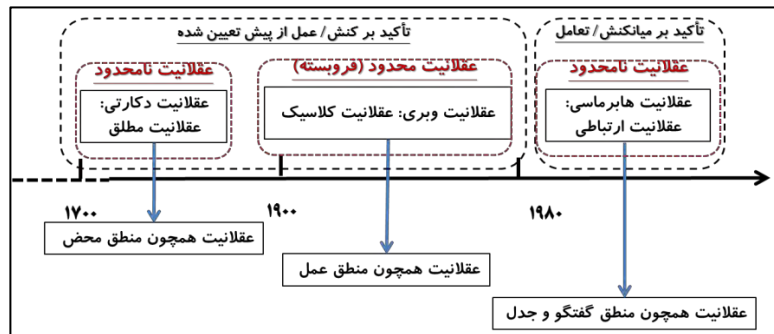 تأکید بر میانکنش/ تعامل
تأکید بر کنش/ عمل از پیش تعیین شده
عقلانیت نامحدود
عقلانیت محدود (فروبسته)
عقلانیت نامحدود
عقلانیت هابرماسی:
عقلانیت ارتباطی
عقلانیت وبری: عقلانیت کلاسیک
عقلانیت دکارتی:
عقلانیت مطلق
۱۷۰۰
۱۹۰۰
۱۹۸۰
عقلانیت همچون منطق محض
عقلانیت همچون منطق عمل
عقلانیت همچون منطق گفتگو و جدل